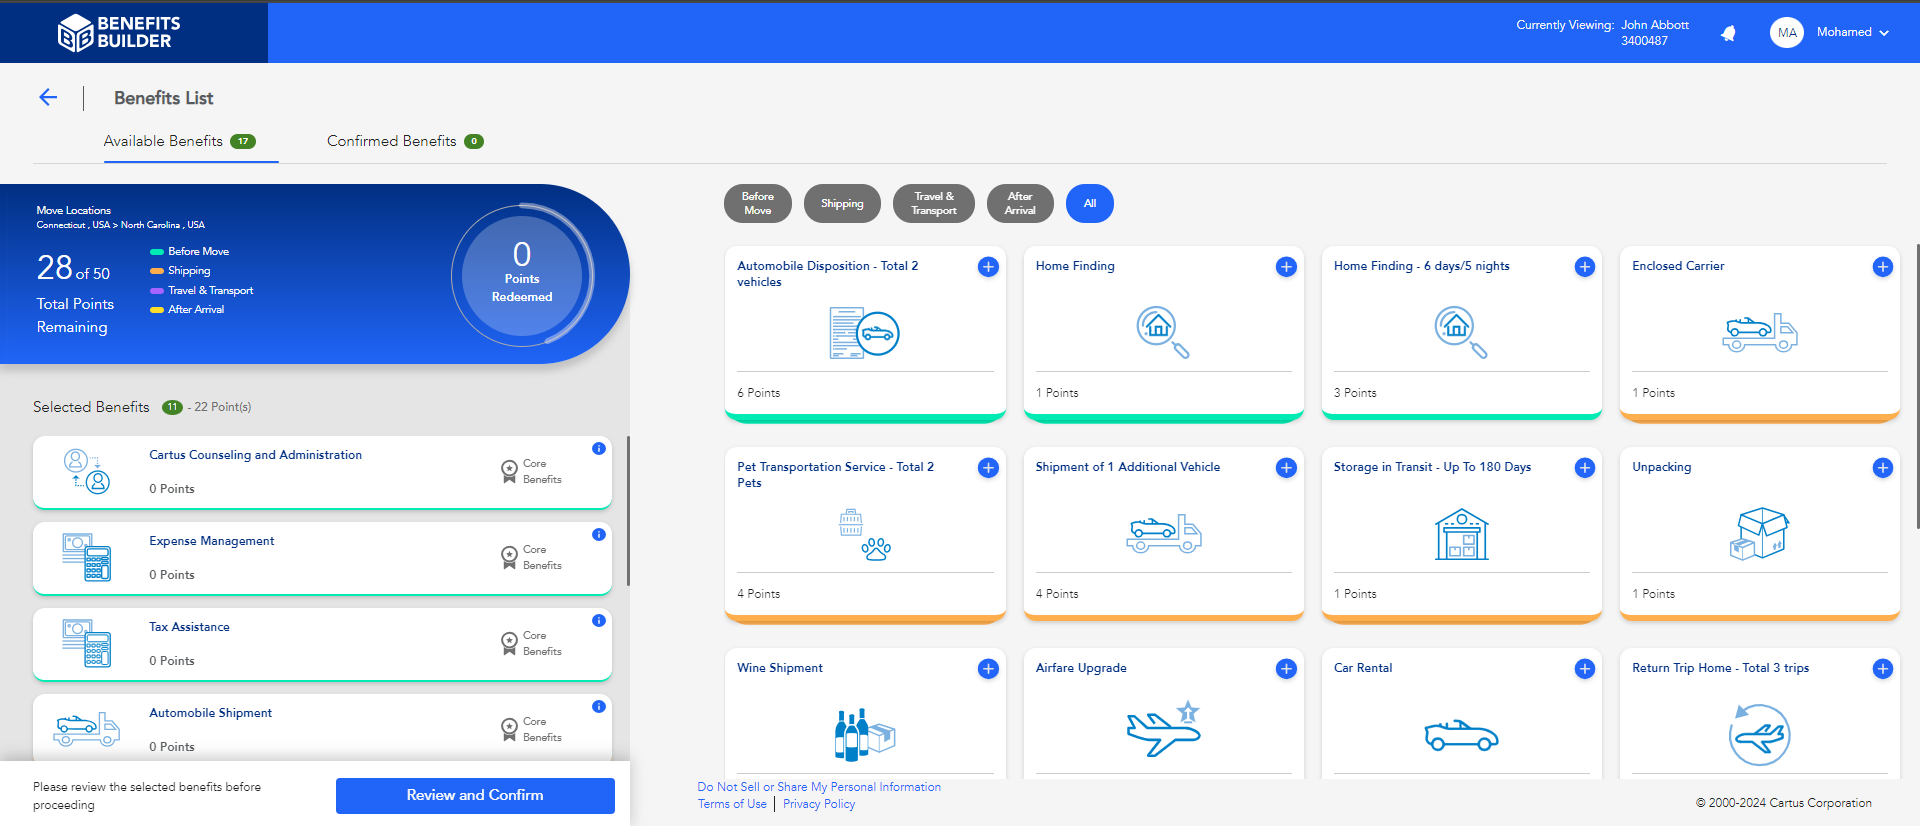 BENEFITS
BUILDER
Currently Viewing: John Abbott
3400487
MA
Mohamed
Benefits List
Available Benefits 17
Confirmed Benefits 0
Move Locations
Connecticut , USA > North Carolina , USA
28 of 50
Total Points
Remaining
Before Move
Shipping
Travel & Transport
After Arrival
0
Points
Redeemed
Selected Benefits 11 - 22 Point(s)
Cartus Counseling and Administration
0 Points
Core
Benefits
Expense Management
0 Points
Core
Benefits
Tax Assistance
0 Points
Core
Benefits
Automobile Shipment
0 Points
Core
Benefits
Please review the selected benefits before
proceeding
Review and Confirm
Before
Move
Shipping
Travel &
Transport
After
Arrival
All
Automobile Disposition - Total 2
vehicles
6 Points
Home Finding
1 Points
Home Finding - 6 days/5 nights
3 Points
Enclosed Carrier
1 Points
Pet Transportation Service - Total 2
Pets
4 Points
Shipment of 1 Additional Vehicle
4 Points
Storage in Transit - Up To 180 Days
1 Points
Unpacking
1 Points
Wine Shipment
Airfare Upgrade
Car Rental
Return Trip Home - Total 3 trips
Do Not Sell or Share My Personal Information
Terms of Use | Privacy Policy
© 2000-2024 Cartus Corporation